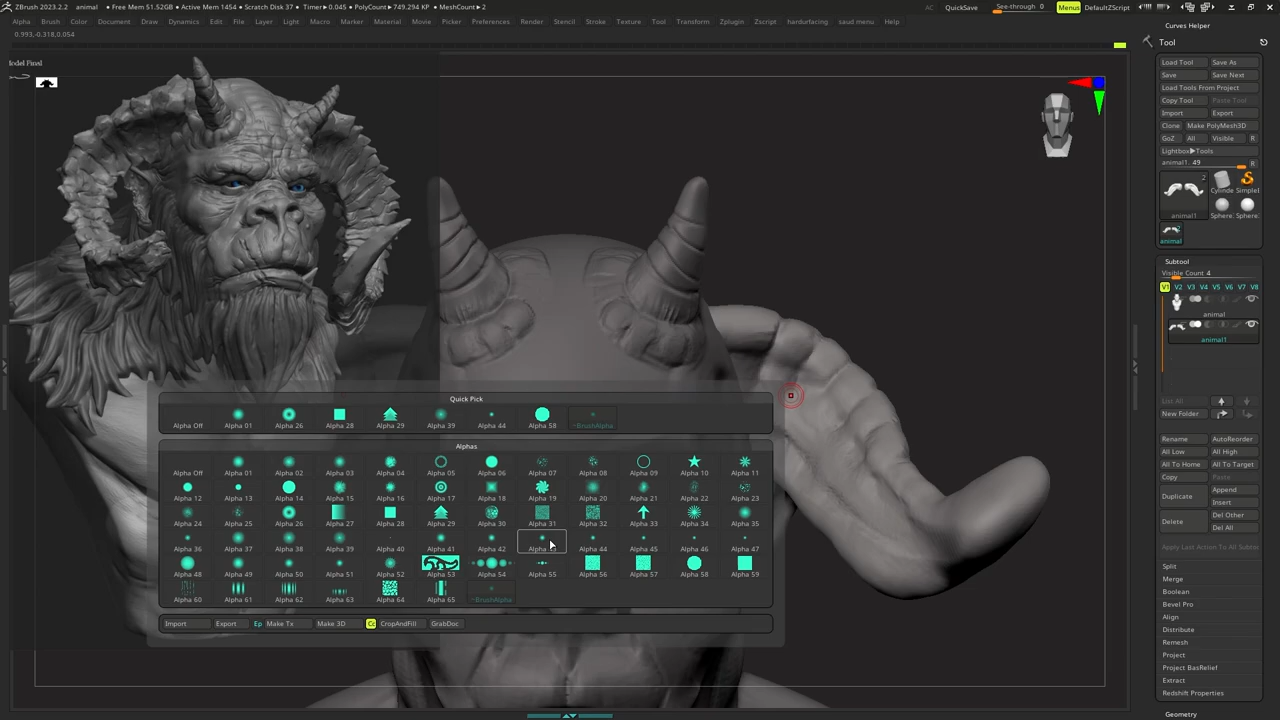 ZBrush 2023.2.2 animal • Free Mem 51.52GB • Active Mem 1454 • Scratch Disk 37 • Timer▸0.045 • PolyCount▸749.294 KP • MeshCount▸2 AC QuickSave See-through 0 Menus DefaultZScript
Alpha Brush Color Document Draw Dynamics Edit File Layer Light Macro Marker Material Movie Picker Preferences Render Stencil Stroke Texture Tool Transform Zplugin Zscript hardurfacing saud menu Help
0.993,-0.318,0.054
Curves Helper
Tool
Load Tool Save As
Save Save Next
Load Tools From Project
Copy Tool Paste Tool
Import Export
Clone Make PolyMesh3D
GoZ All Visible R
Lightbox▸Tools
animal1. 49 R
2
Cylinde Simplel
animal1 Sphere. Sphere.
2
animal
Subtool
Visible Count 4
V1 V2 V3 V4 V5 V6 V7 V8
animal
animal1
List All
New Folder
Rename AutoReorder
All Low All High
All To Home All To Target
Copy Paste
Duplicate Append
Insert
Delete Del Other
Del All
Apply Last Action To All Subtool
Split
Merge
Boolean
Bevel Pro
Align
Distribute
Remesh
Project
Project BasRelief
Extract
Redshift Properties
Geometry
odel Final
Quick Pick
Alpha Off Alpha 01 Alpha 26 Alpha 28 Alpha 29 Alpha 39 Alpha 44 Alpha 58 ~BrushAlpha
Alphas
Alpha Off Alpha 01 Alpha 02 Alpha 03 Alpha 04 Alpha 05 Alpha 06 Alpha 07 Alpha 08 Alpha 09 Alpha 10 Alpha 11
Alpha 12 Alpha 13 Alpha 14 Alpha 15 Alpha 16 Alpha 17 Alpha 18 Alpha 19 Alpha 20 Alpha 21 Alpha 22 Alpha 23
Alpha 24 Alpha 25 Alpha 26 Alpha 27 Alpha 28 Alpha 29 Alpha 30 Alpha 31 Alpha 32 Alpha 33 Alpha 34 Alpha 35
Alpha 36 Alpha 37 Alpha 38 Alpha 39 Alpha 40 Alpha 41 Alpha 42 Alpha Alpha 44 Alpha 45 Alpha 46 Alpha 47
Alpha 48 Alpha 49 Alpha 50 Alpha 51 Alpha 52 Alpha 53 Alpha 54 Alpha 55 Alpha 56 Alpha 57 Alpha 58 Alpha 59
Alpha 60 Alpha 61 Alpha 62 Alpha 63 Alpha 64 Alpha 65 ~BrushAlpha
Import Export Ep Make Tx Make 3D Cc CropAndFill GrabDoc